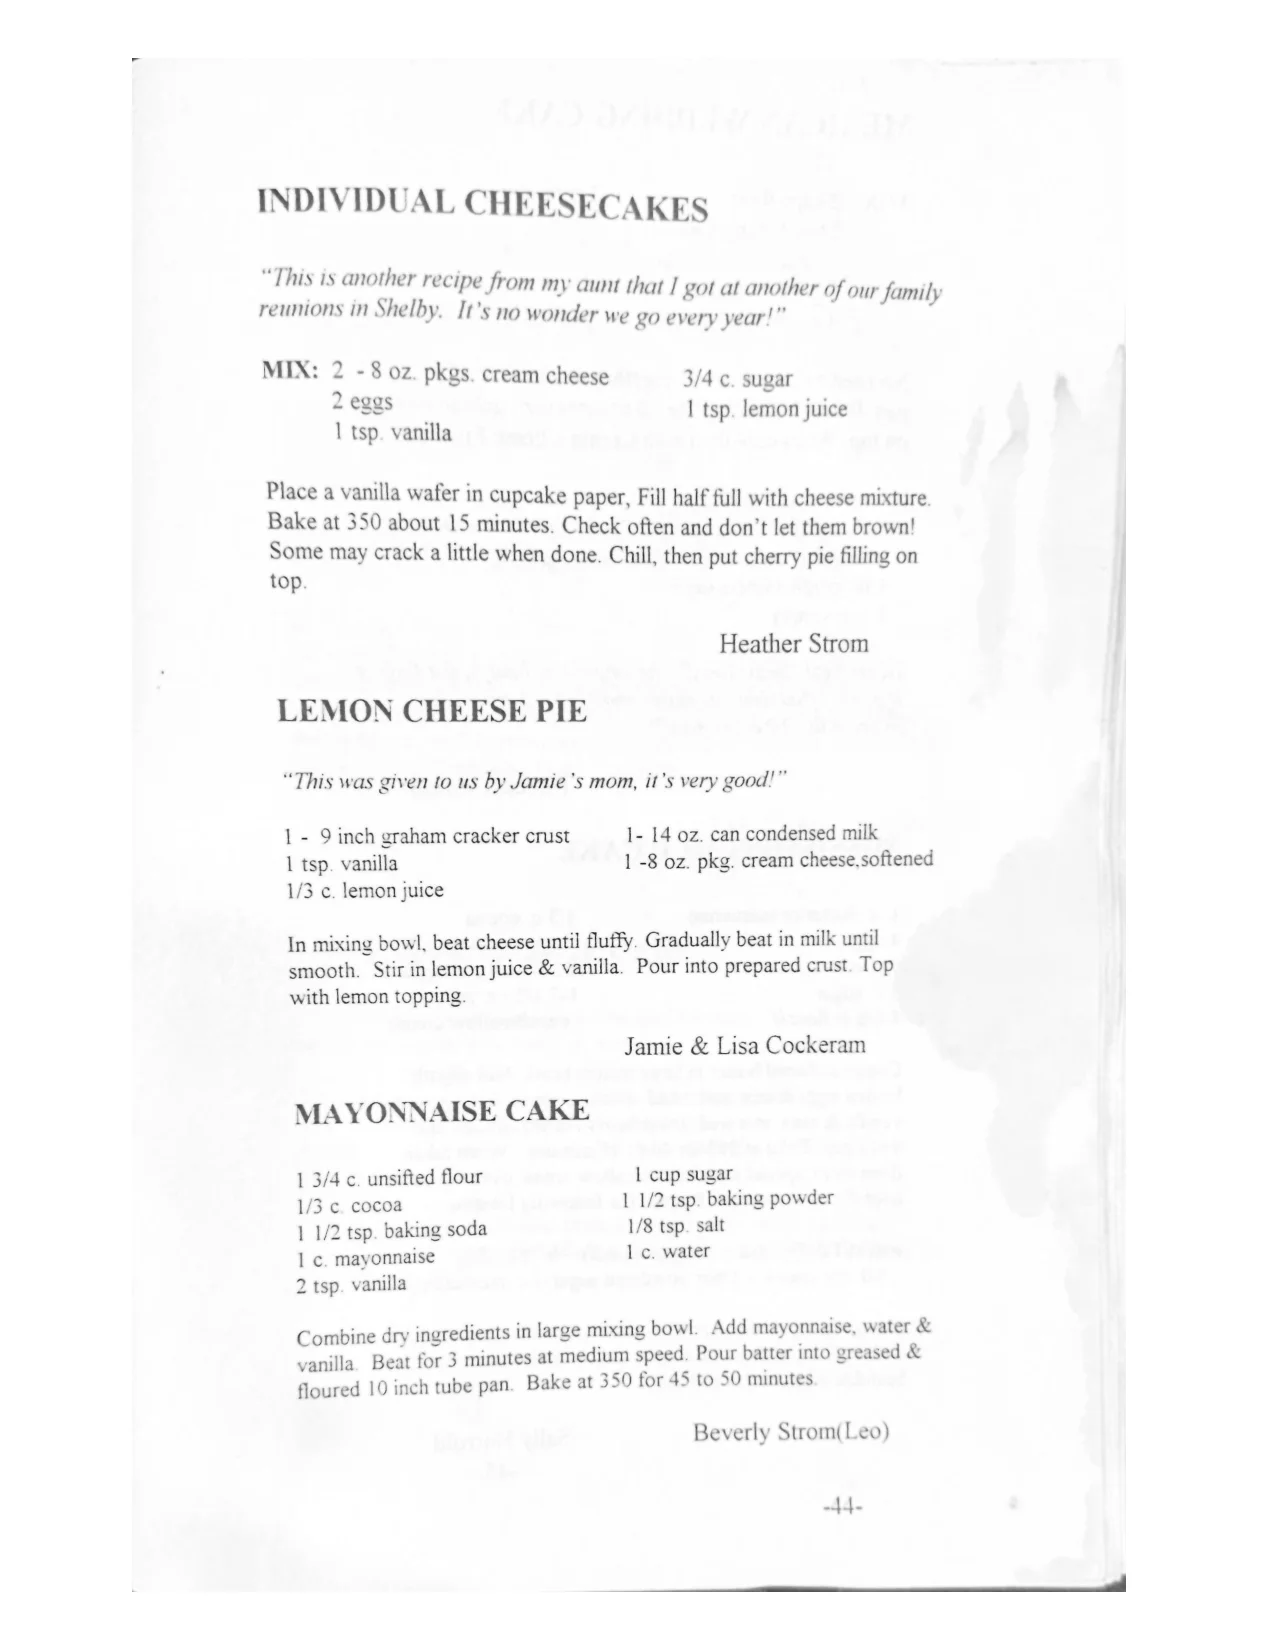 INDIVIDUAL CHEESECAKES
"This is another recipe from my aunt that I got at another of our family
reunions in Shelby. It's no wonder we go every year!"
MIX: 2 - 8 oz. pkgs. cream cheese 3/4 c. sugar
2 eggs 1 tsp. lemon juice
1 tsp. vanilla
Place a vanilla wafer in cupcake paper, Fill half full with cheese mixture.
Bake at 350 about 15 minutes. Check often and don't let them brown!
Some may crack a little when done. Chill, then put cherry pie filling on
top.
Heather Strom
LEMON CHEESE PIE
"This was given to us by Jamie's mom, it's very good!"
1 - 9 inch graham cracker crust 1- 14 oz. can condensed milk
1 tsp. vanilla 1 -8 oz. pkg. cream cheese,softened
1/3 c. lemon juice
In mixing bowl, beat cheese until fluffy. Gradually beat in milk until
smooth. Stir in lemon juice & vanilla. Pour into prepared crust. Top
with lemon topping.
Jamie & Lisa Cockeram
MAYONNAISE CAKE
1 3/4 c. unsifted flour 1 cup sugar
1/3 c. cocoa 1 1/2 tsp. baking powder
1 1/2 tsp. baking soda 1/8 tsp. salt
1 c. mayonnaise 1 c. water
2 tsp. vanilla
Combine dry ingredients in large mixing bowl. Add mayonnaise, water &
vanilla. Beat for 3 minutes at medium speed. Pour batter into greased &
floured 10 inch tube pan. Bake at 350 for 45 to 50 minutes.
Beverly Strom(Leo)
-44-